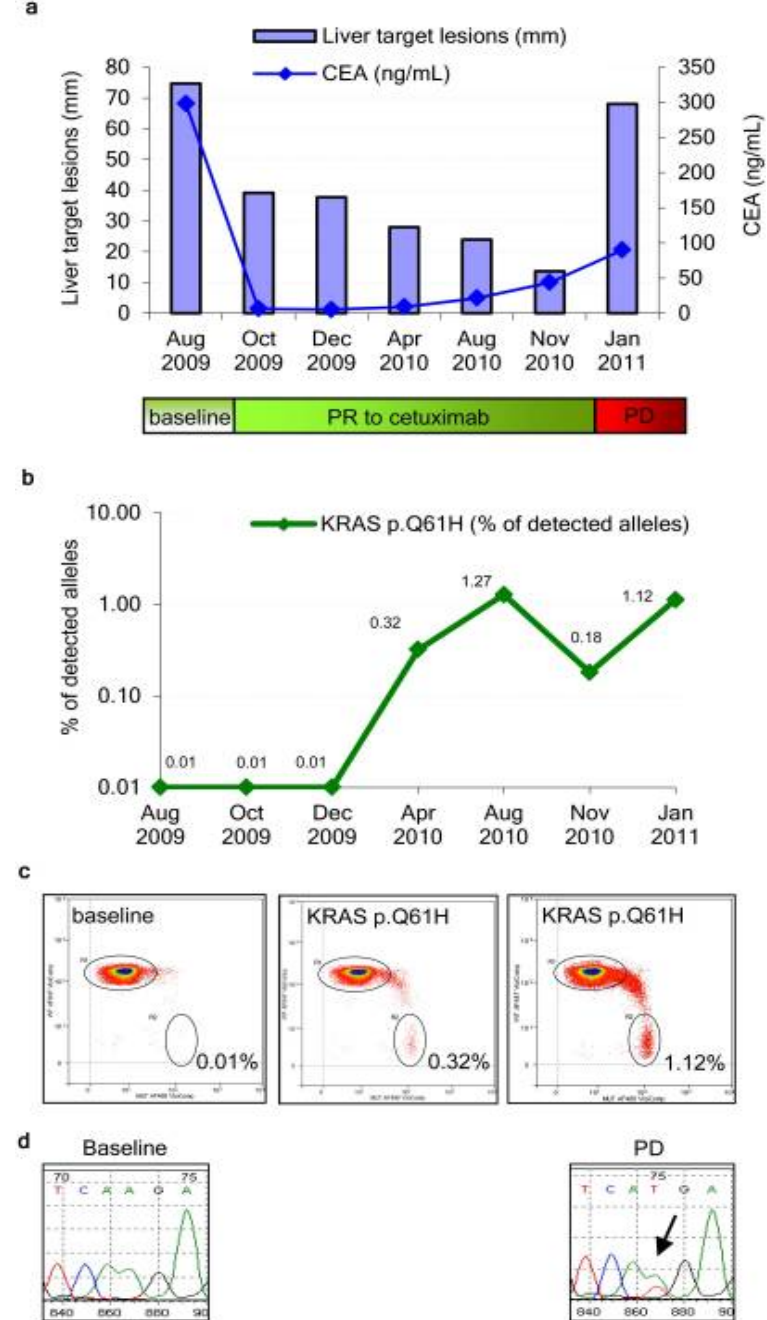 a
Liver target lesions (mm)
CEA (ng/mL)
Liver target lesions (mm)
80
70
60
50
40
30
20
10
0
350
300
250
200
150
100
50
0
CEA (ng/mL)
Aug 2009
Oct 2009
Dec 2009
Apr 2010
Aug 2010
Nov 2010
Jan 2011
baseline
PR to cetuximab
PD
b
KRAS p.Q61H (% of detected alleles)
% of detected alleles
10.00
1.00
0.10
0.01
0.01
0.01
0.01
0.32
1.27
0.18
1.12
Aug 2009
Oct 2009
Dec 2009
Apr 2010
Aug 2010
Nov 2010
Jan 2011
c
baseline
0.01%
KRAS p.Q61H
0.32%
KRAS p.Q61H
1.12%
d
Baseline
70 75
T C A A G A
840 860 880 90
PD
75
T C A T G A
840 860 880 90